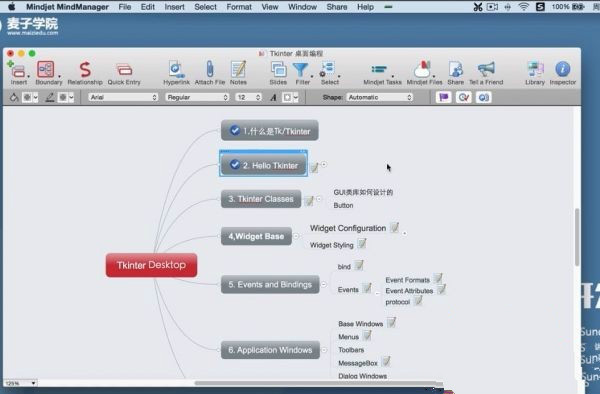 Mindjet MindManager File Edit Insert Select Modify Format View Window Share Help
100%
麦子学院
www.maiziedu.com
Tkinter 桌面编程
Insert Boundary Relationship Quick Entry Hyperlink Attach File Notes Slides Filter Select Mindjet Tasks Mindjet Files Share Tell a Friend Library Inspector
Arial Regular 12 A Shape: Automatic
1.什么是Tk/Tkinter
2. Hello Tkinter
3. Tkinter Classes
GUI类库如何设计的
Button
4,Widget Base
Widget Configuration
Widget Styling
Tkinter Desktop
5. Events and Bindings
bind
Events
Event Formats
Event Attributes
protocol
6. Application Windows
Base Windows
Menus
Toolbars
MessageBox
Dialog Windows
125%